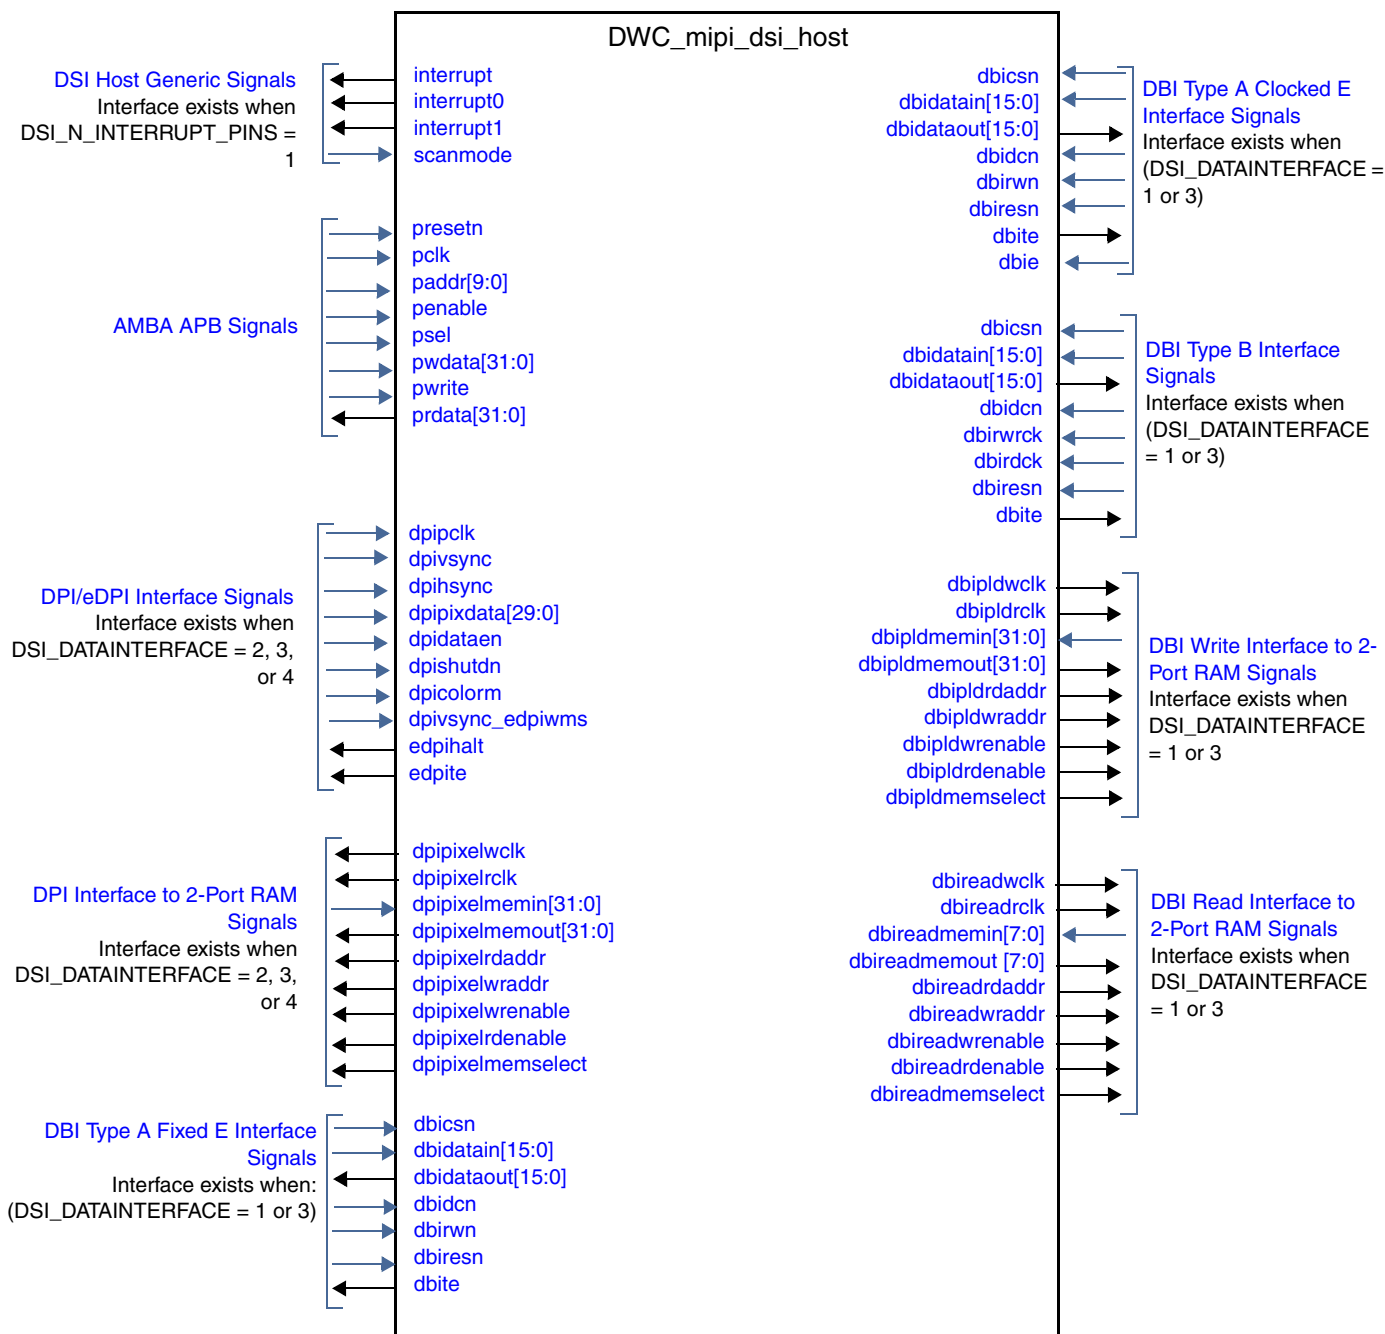 DWC_mipi_dsi_host
DSI Host Generic Signals
Interface exists when
DSI_N_INTERRUPT_PINS =
1
interrupt
interrupt0
interrupt1
scanmode
AMBA APB Signals
presetn
pclk
paddr[9:0]
penable
psel
pwdata[31:0]
pwrite
prdata[31:0]
DPI/eDPI Interface Signals
Interface exists when
DSI_DATAINTERFACE = 2, 3,
or 4
dpipclk
dpivsync
dpihsync
dpipixdata[29:0]
dpidataen
dpishutdn
dpicolorm
dpivsync_edpiwms
edpihalt
edpite
DPI Interface to 2-Port RAM
Signals
Interface exists when
DSI_DATAINTERFACE = 2, 3,
or 4
dpipixelwclk
dpipixelrclk
dpipixelmemin[31:0]
dpipixelmemout[31:0]
dpipixelrdaddr
dpipixelwraddr
dpipixelwrenable
dpipixelrdenable
dpipixelmemselect
DBI Type A Fixed E Interface
Signals
Interface exists when:
(DSI_DATAINTERFACE = 1 or 3)
dbicsn
dbidatain[15:0]
dbidataout[15:0]
dbidcn
dbirwn
dbiresn
dbite
dbicsn
dbidatain[15:0]
dbidataout[15:0]
dbidcn
dbirwn
dbiresn
dbite
dbie
DBI Type A Clocked E
Interface Signals
Interface exists when
(DSI_DATAINTERFACE =
1 or 3)
dbicsn
dbidatain[15:0]
dbidataout[15:0]
dbidcn
dbirwrck
dbirdck
dbiresn
dbite
DBI Type B Interface
Signals
Interface exists when
(DSI_DATAINTERFACE
= 1 or 3)
dbipldwclk
dbipldrclk
dbipldmemin[31:0]
dbipldmemout[31:0]
dbipldrdaddr
dbipldwraddr
dbipldwrenable
dbipldrdenable
dbipldmemselect
DBI Write Interface to 2-
Port RAM Signals
Interface exists when
DSI_DATAINTERFACE
= 1 or 3
dbireadwclk
dbireadrclk
dbireadmemin[7:0]
dbireadmemout [7:0]
dbireadrdaddr
dbireadwraddr
dbireadwrenable
dbireadrdenable
dbireadmemselect
DBI Read Interface to
2-Port RAM Signals
Interface exists when
DSI_DATAINTERFACE
= 1 or 3